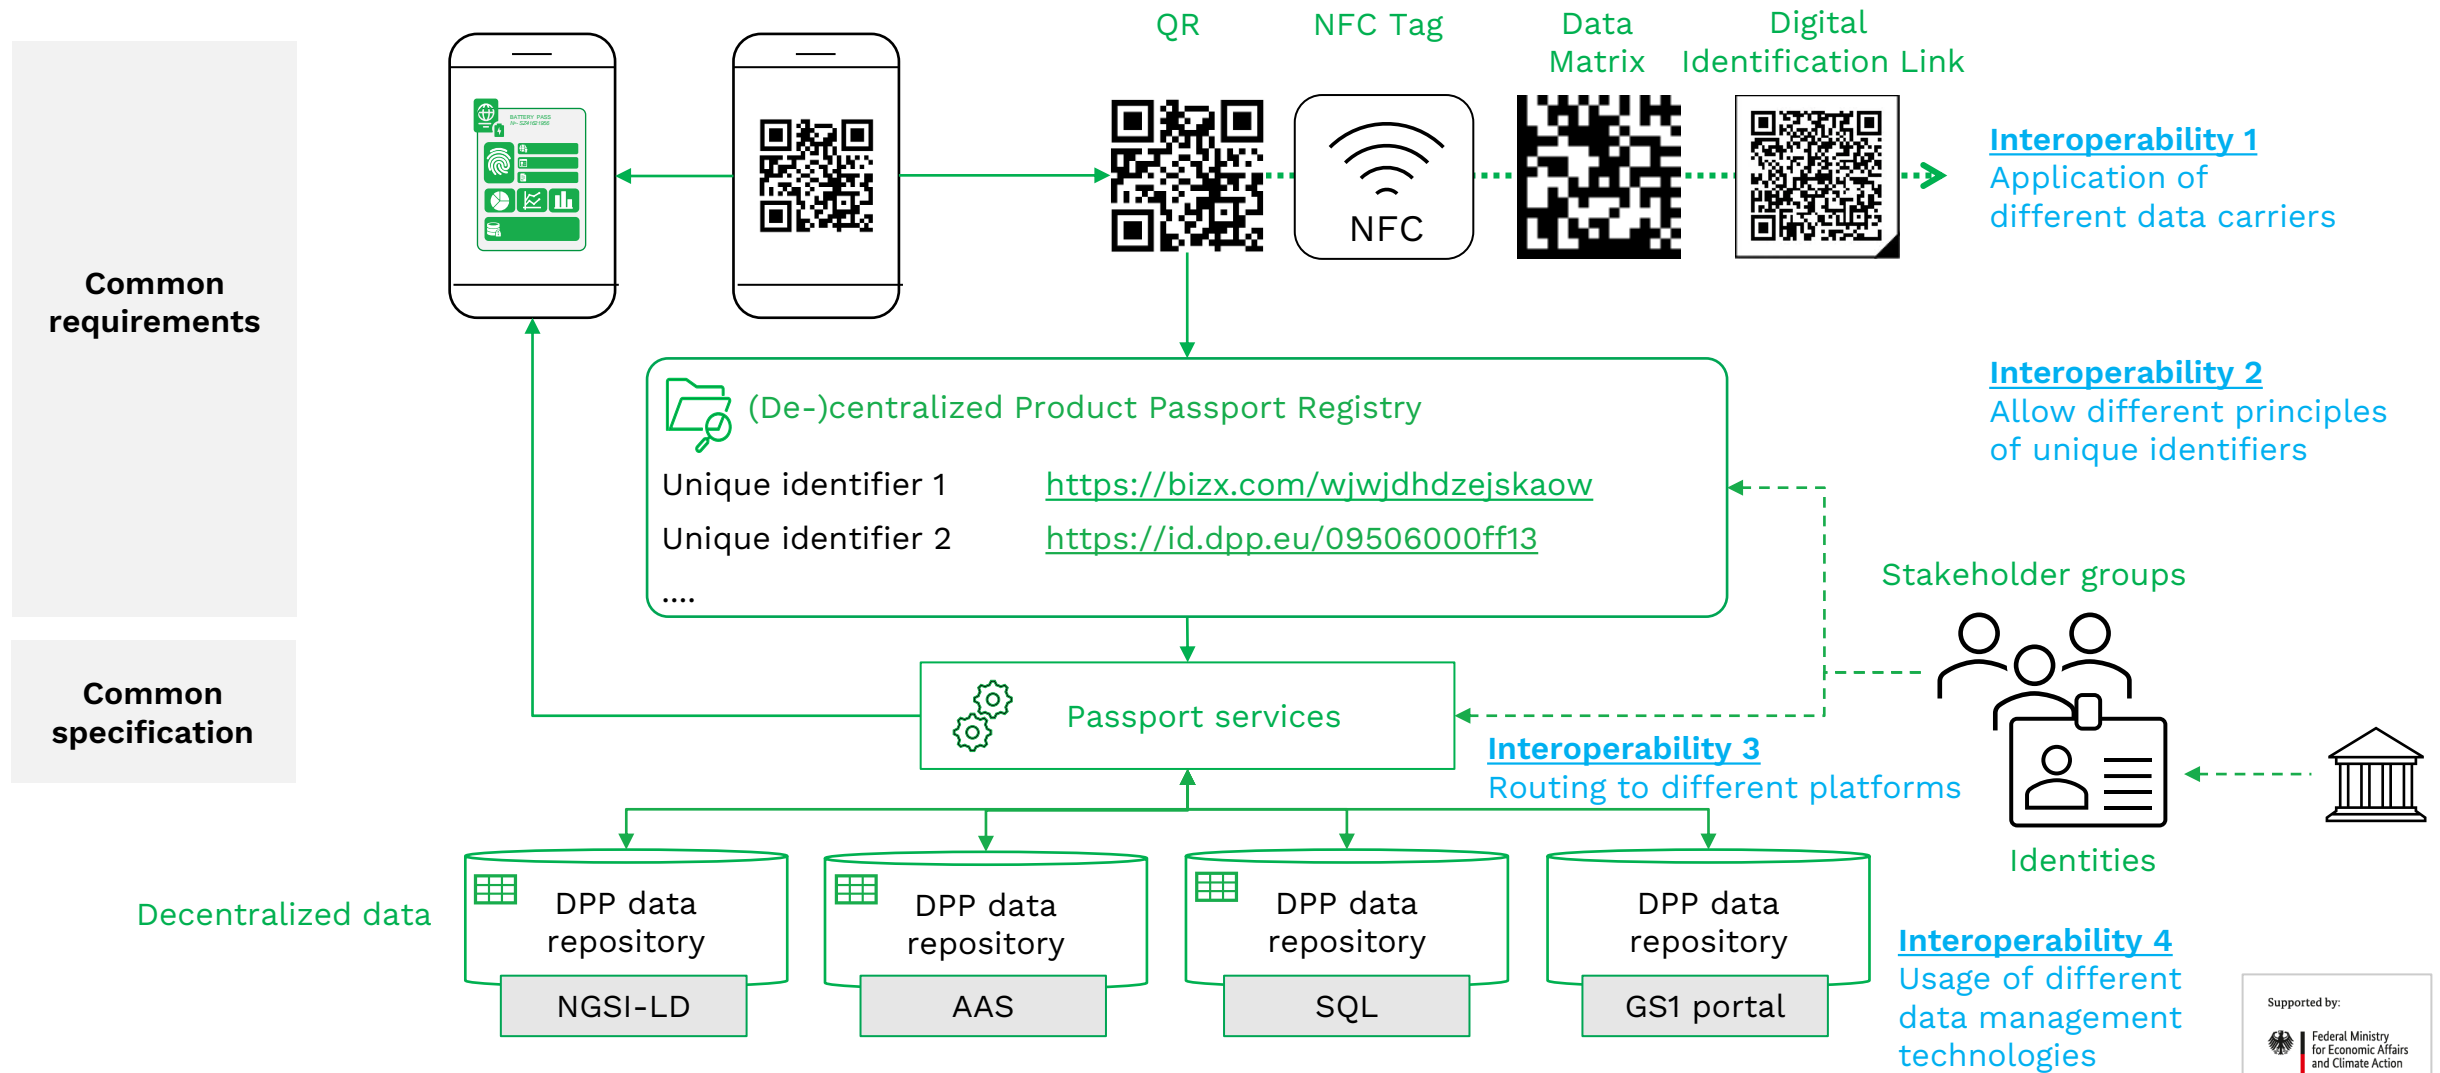 QR
NFC Tag
Data
Matrix
Digital
Identification Link
BATTERY PASS
NFC
Interoperability 1
Application of
different data carriers
Common
requirements
Interoperability 2
Allow different principles
of unique identifiers
(De-)centralized Product Passport Registry
Unique identifier 1 https://bizx.com/wjwjdhdzejskaow
Unique identifier 2 https://id.dpp.eu/09506000ff13
....
Stakeholder groups
Common
specification
Passport services
Interoperability 3
Routing to different platforms
Identities
Decentralized data
DPP data
repository
NGSI-LD
DPP data
repository
AAS
DPP data
repository
SQL
DPP data
repository
GS1 portal
Interoperability 4
Usage of different
data management
technologies
Supported by:
Federal Ministry
for Economic Affairs
and Climate Action